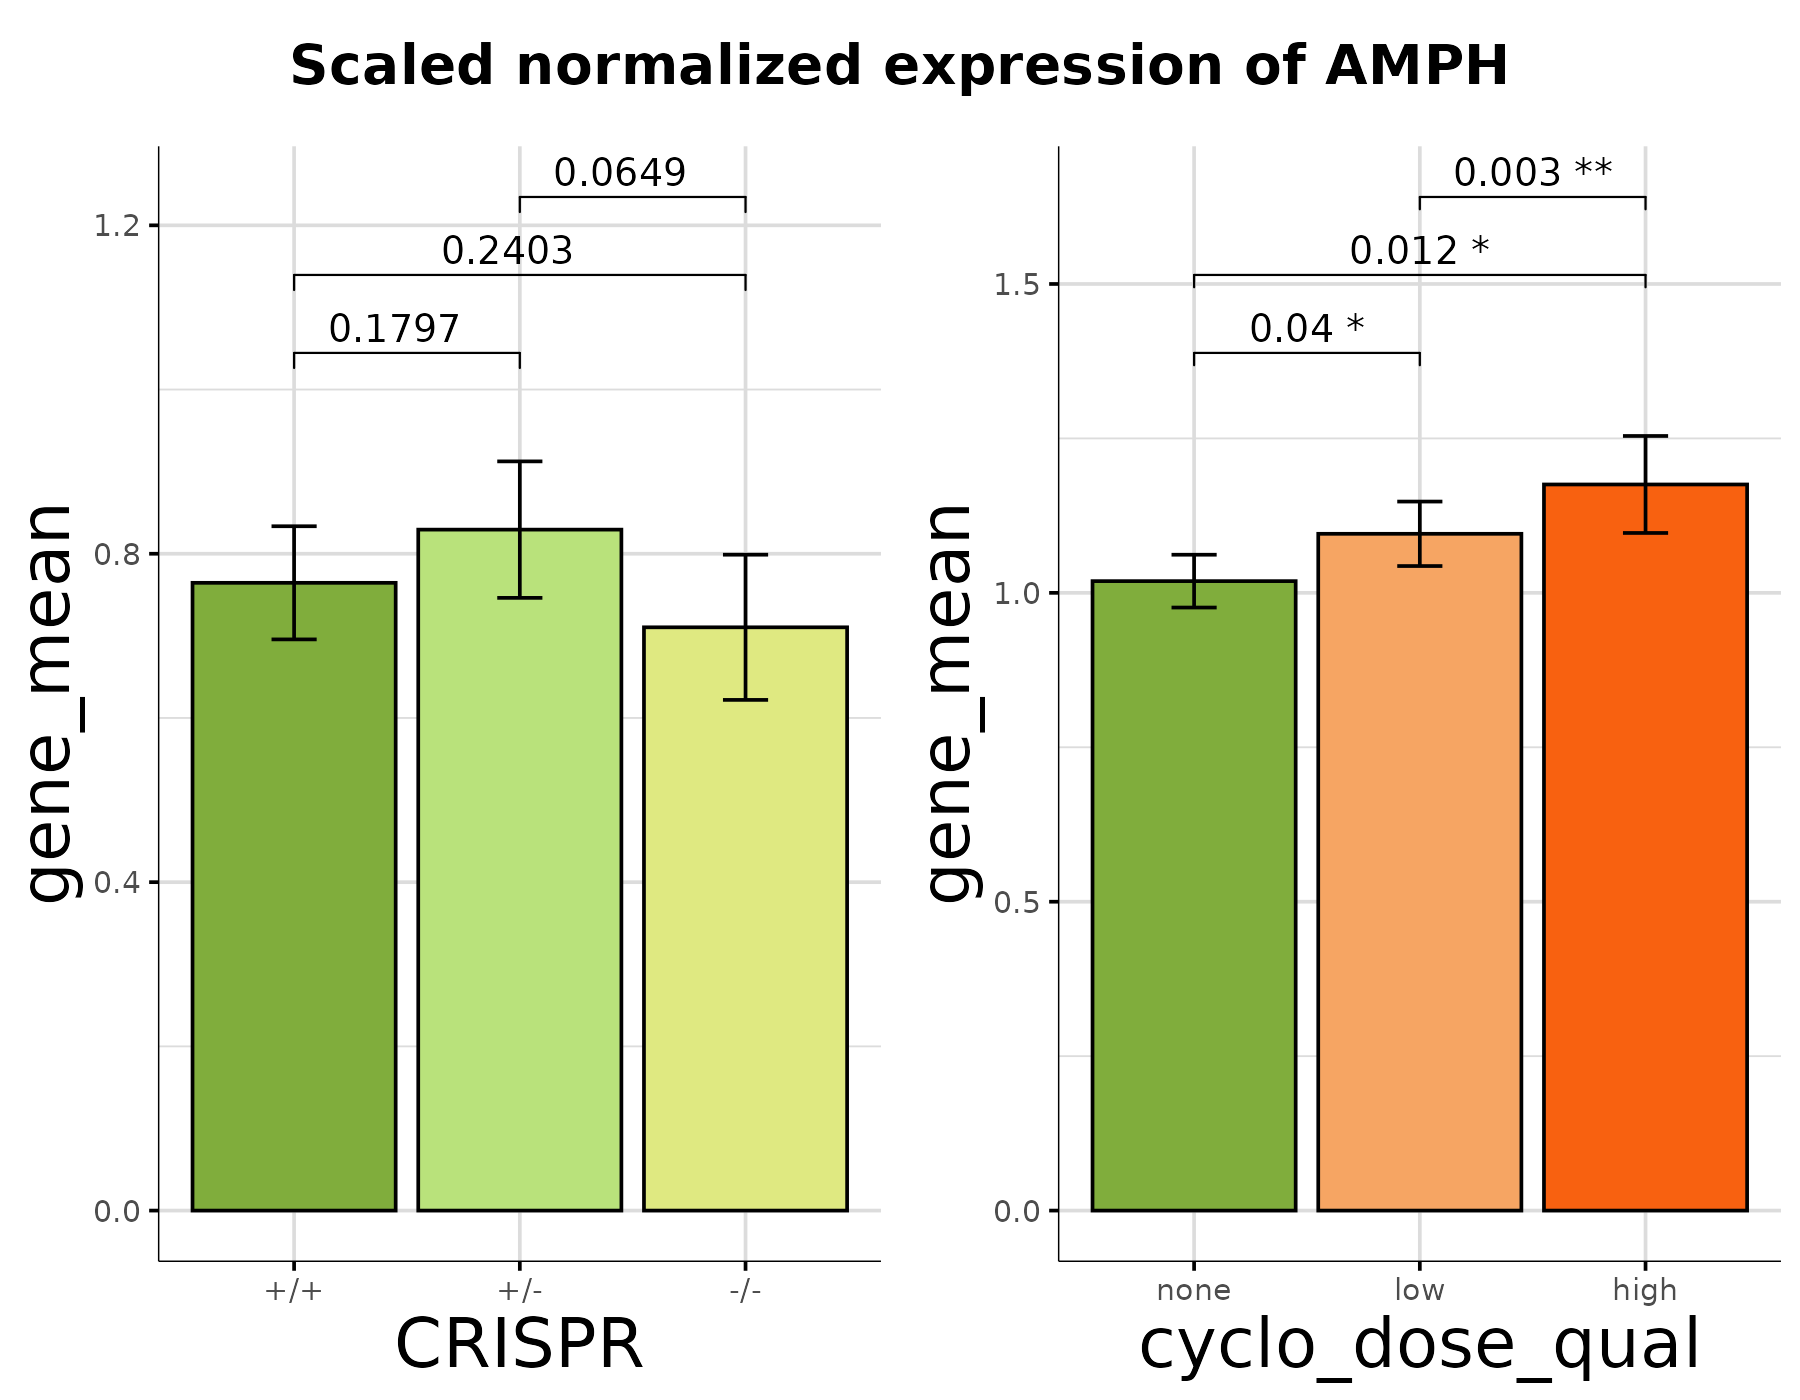 Scaled normalized expression of AMPH
0.0649
0.2403
0.1797
1.2
0.8
0.4
0.0
gene_mean
+/+
+/-
-/-
CRISPR
0.003 **
0.012 *
0.04 *
1.5
1.0
0.5
0.0
gene_mean
none
low
high
cyclo_dose_qual